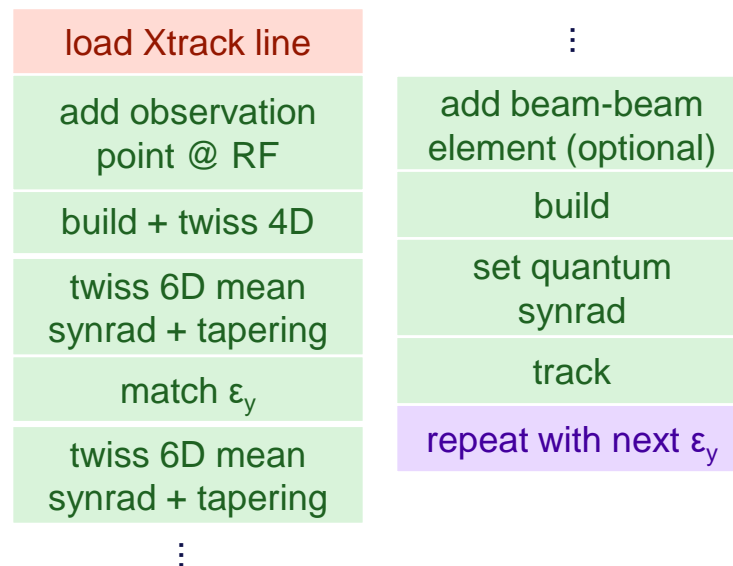 load Xtrack line
add observation
point @ RF
build + twiss 4D
twiss 6D mean
synrad + tapering
match εy
twiss 6D mean
synrad + tapering
⋮
⋮
add beam-beam
element (optional)
build
set quantum
synrad
track
repeat with next εy